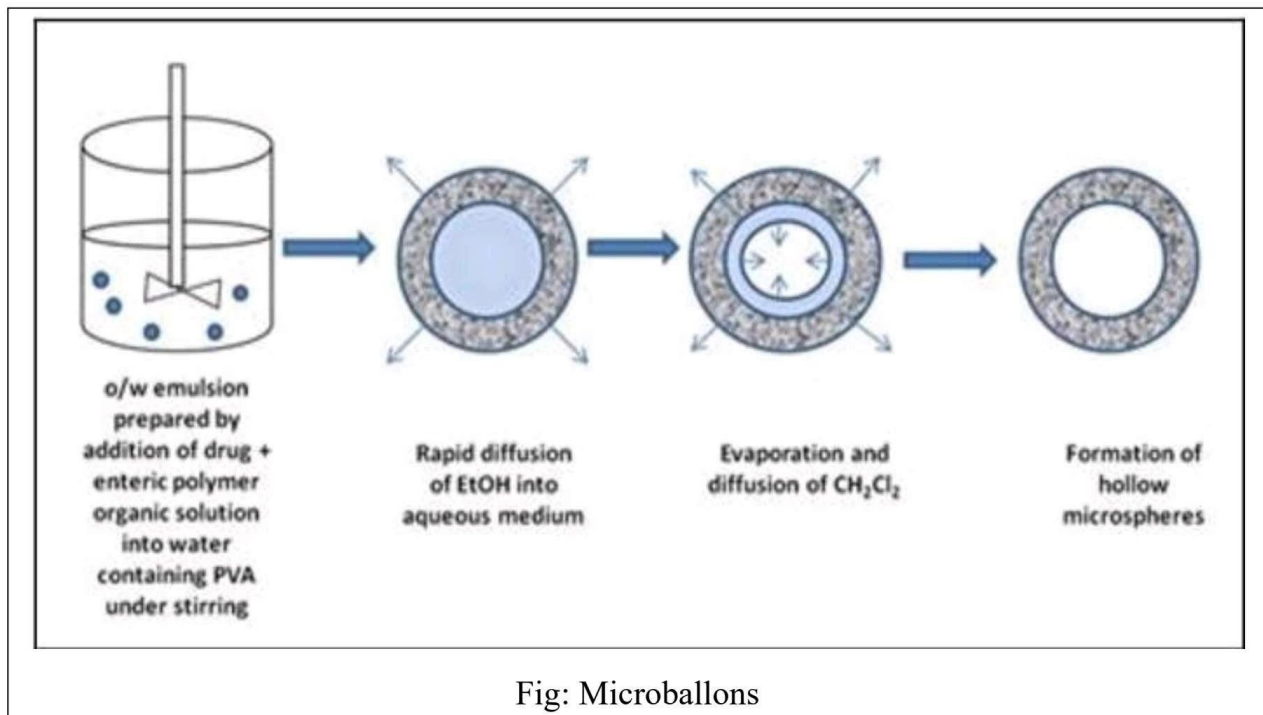 o/w emulsion
prepared by
addition of drug +
enteric polymer
organic solution
into water
containing PVA
under stirring
Rapid diffusion
of EtOH into
aqueous medium
Evaporation and
diffusion of CH₂Cl₂
Formation of
hollow
microspheres
Fig: Microballons